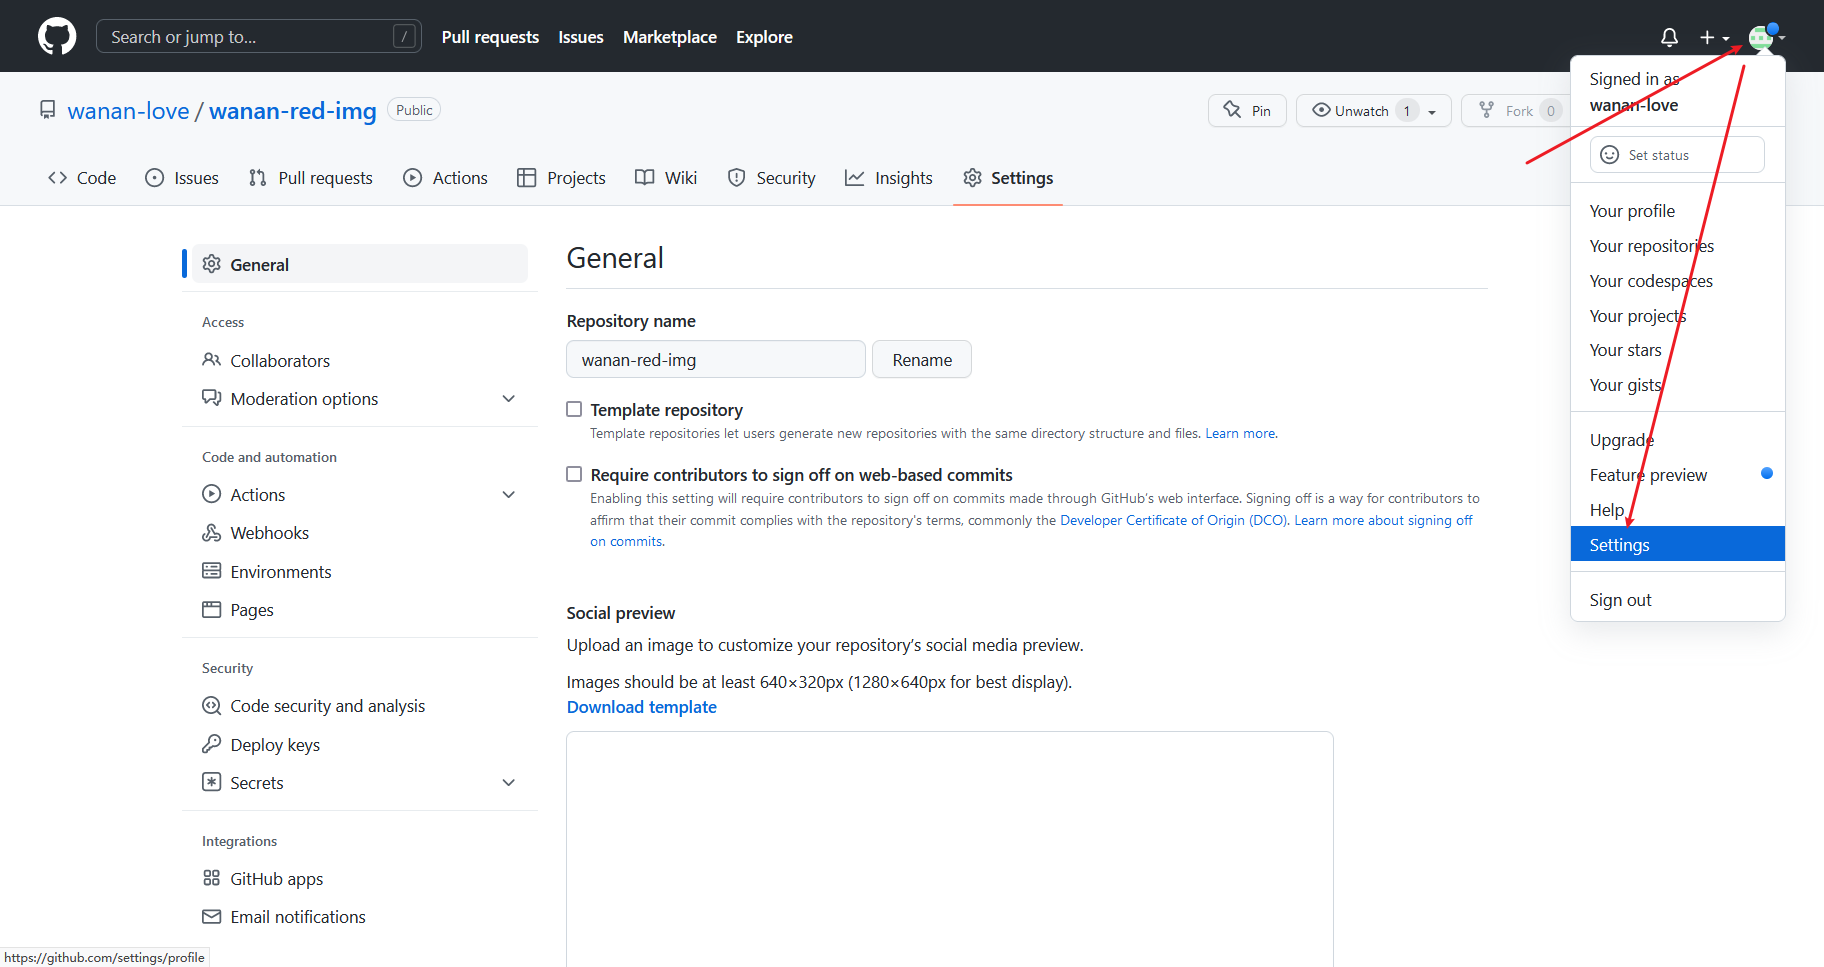 Search or jump to...
/
Pull requests
Issues
Marketplace
Explore
wanan-love / wanan-red-img
Public
Pin
Unwatch 1
Fork 0
Code
Issues
Pull requests
Actions
Projects
Wiki
Security
Insights
Settings
Signed in as
wanan-love
Set status
Your profile
Your repositories
Your codespaces
Your projects
Your stars
Your gists
Upgrade
Feature preview
Help
Settings
Sign out
General
Access
Collaborators
Moderation options
Code and automation
Actions
Webhooks
Environments
Pages
Security
Code security and analysis
Deploy keys
Secrets
Integrations
GitHub apps
Email notifications
General
Repository name
wanan-red-img
Rename
Template repository
Template repositories let users generate new repositories with the same directory structure and files. Learn more.
Require contributors to sign off on web-based commits
Enabling this setting will require contributors to sign off on commits made through GitHub's web interface. Signing off is a way for contributors to
affirm that their commit complies with the repository's terms, commonly the Developer Certificate of Origin (DCO). Learn more about signing off
on commits.
Social preview
Upload an image to customize your repository's social media preview.
Images should be at least 640×320px (1280×640px for best display).
Download template
https://github.com/settings/profile